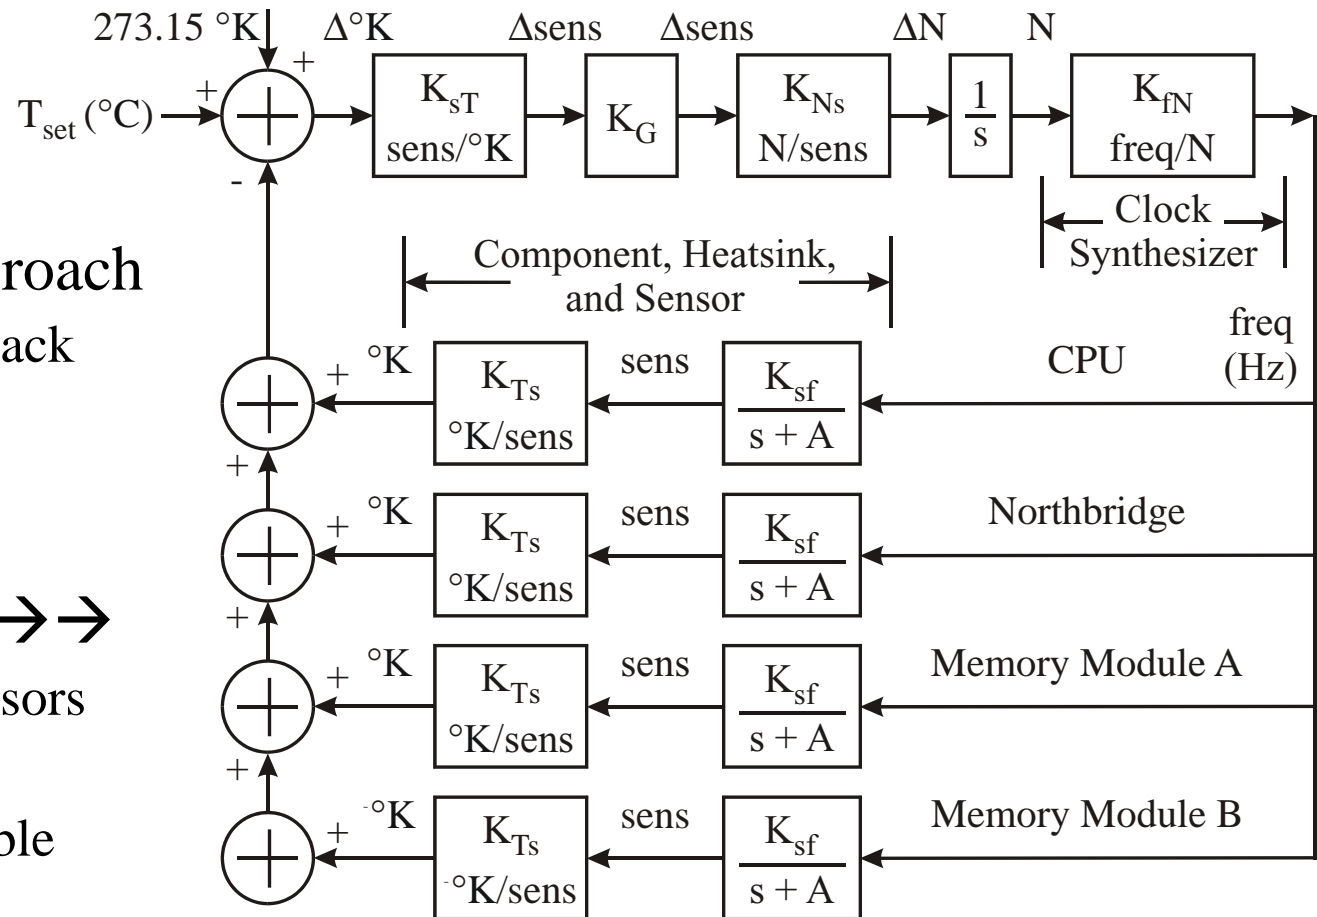 273.15 °K Δ°K Δsens Δsens ΔN N
+ +
T_set (°C)
K_sT
sens/°K
K_G
K_Ns
N/sens
1
s
K_fN
freq/N
-
Clock
Synthesizer
Component, Heatsink,
and Sensor
roach
ack
freq
(Hz)
+ °K
K_Ts
°K/sens
sens
K_sf
s + A
CPU
+
+ °K
K_Ts
°K/sens
sens
K_sf
s + A
Northbridge
→→
+
+ °K
K_Ts
°K/sens
sens
K_sf
s + A
Memory Module A
sors
+
ble
+ °K
K_Ts
°K/sens
sens
K_sf
s + A
Memory Module B